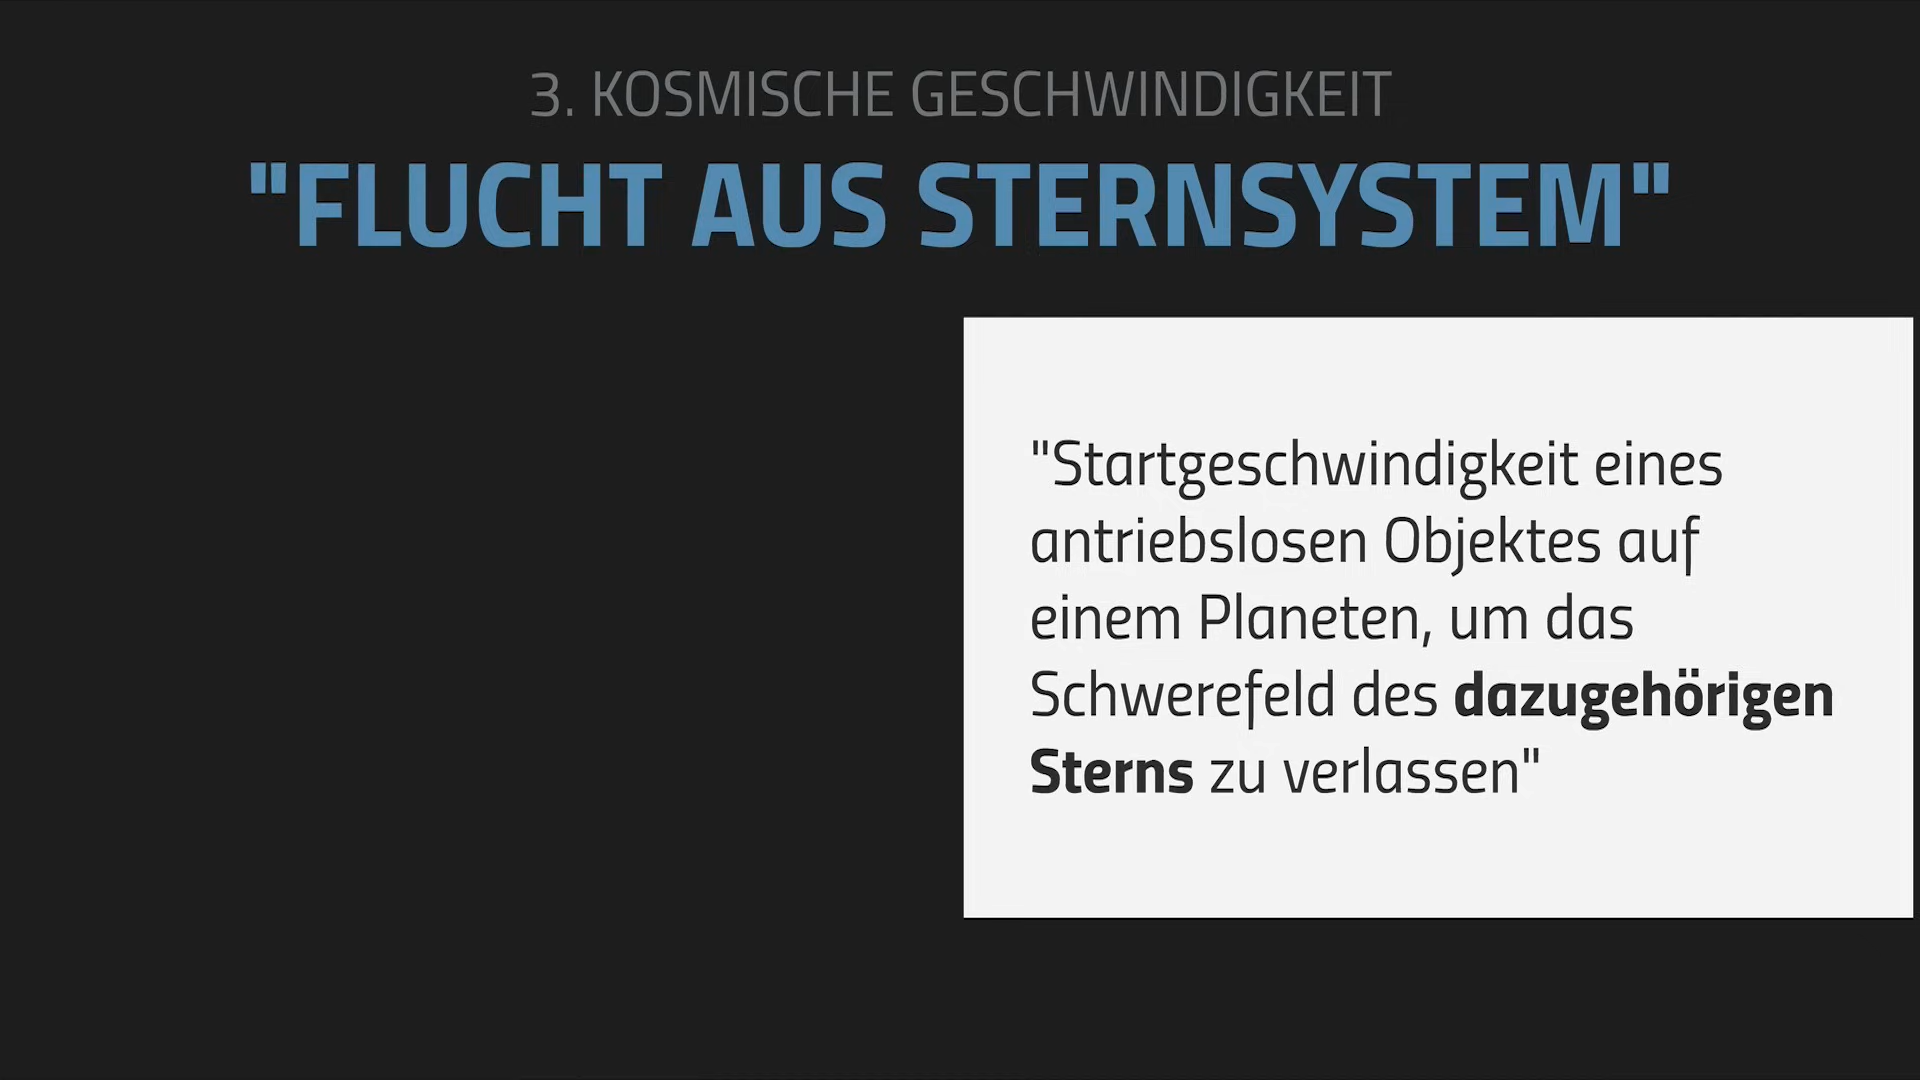 3. KOSMISCHE GESCHWINDIGKEIT
"FLUCHT AUS STERNSYSTEM"
"Startgeschwindigkeit eines
antriebslosen Objektes auf
einem Planeten, um das
Schwerefeld des dazugehörigen
Sterns zu verlassen"